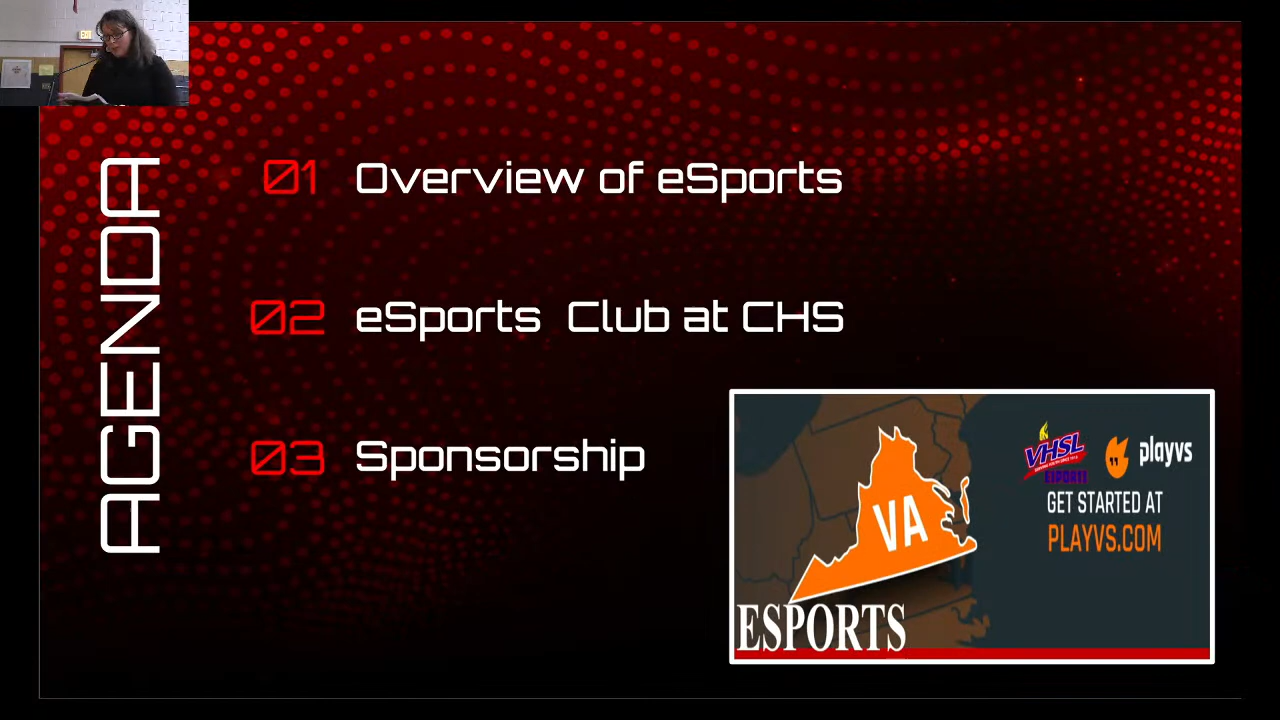 AGENDA
01 Overview of eSports
02 eSports Club at CHS
03 Sponsorship
VA
ESPORTS
VHSL
ESPORTS
playvs
GET STARTED AT
PLAYVS.COM